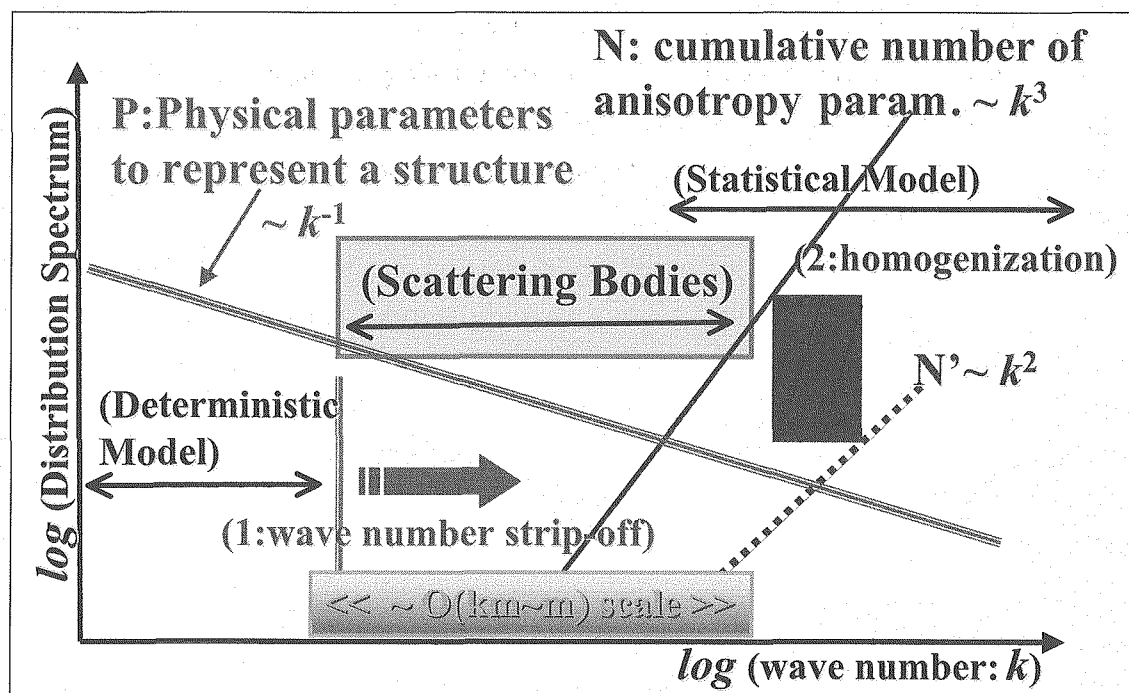 N: cumulative number of
anisotropy param. ~ k³
P:Physical parameters
to represent a structure
~ k⁻¹
(Statistical Model)
(2:homogenization)
(Scattering Bodies)
N’~ k²
(Deterministic
Model)
(1:wave number strip-off)
<< ~ O(km~m) scale >>
log (Distribution Spectrum)
log (wave number: k)